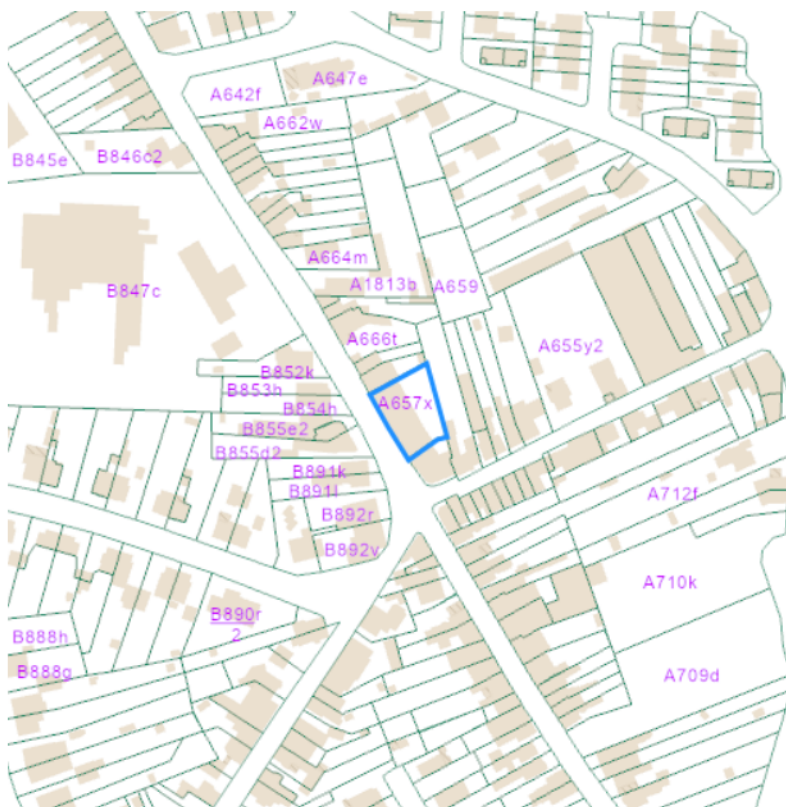 A647e
A642f
A662w
B845e
B846c2
A664m
A1813b
A659
B847c
A666t
A655y2
B852k
B853h
A657x
B854h
B855e2
B855d2
B891k
B891l
A712f
B892r
B892v
A710k
B890r
2
B888h
B888g
A709d